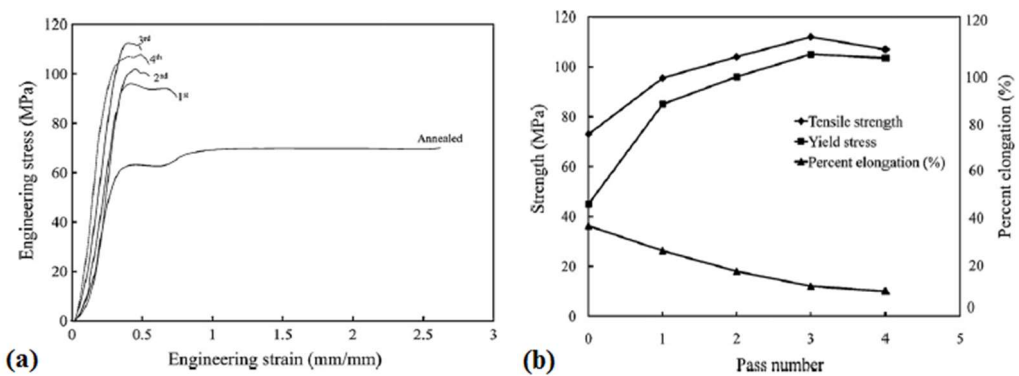 120
100
80
60
40
20
0
Engineering stress (MPa)
3rd
4th
2nd
1st
Annealed
0 0.5 1 1.5 2 2.5 3
Engineering strain (mm/mm)
(a)
120
100
80
60
40
20
0
Strength (MPa)
Tensile strength
Yield stress
Percent elongation (%)
0 1 2 3 4 5
Pass number
120
100
80
60
40
20
0
Percent elongation (%)
(b)